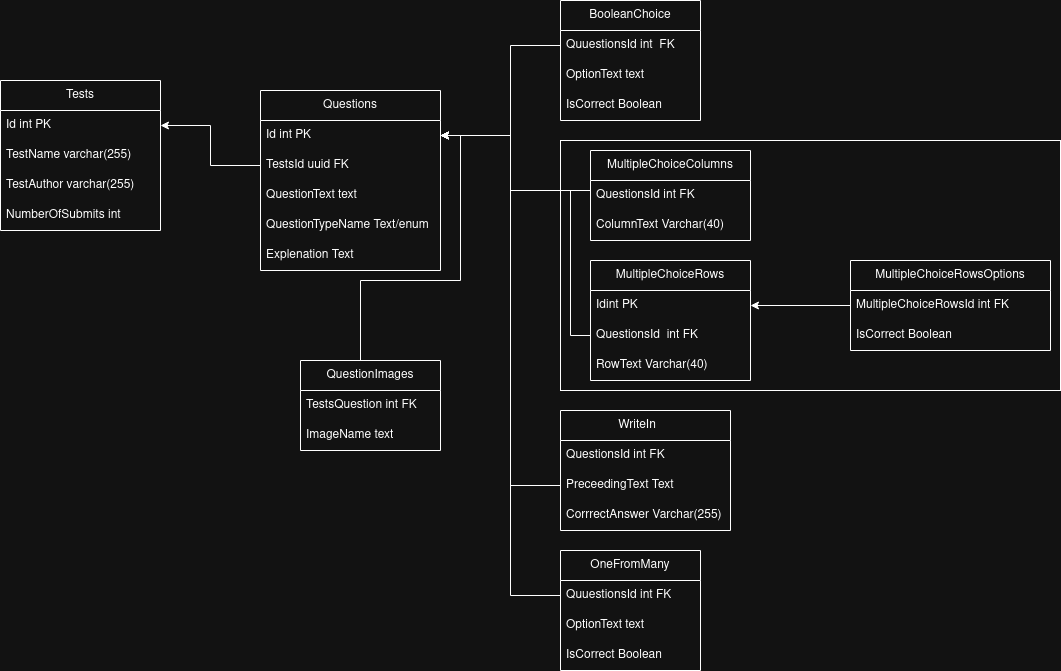 Tests
Id int PK
TestName varchar(255)
TestAuthor varchar(255)
NumberOfSubmits int
Questions
Id int PK
TestsId uuid FK
QuestionText text
QuestionTypeName Text/enum
Explenation Text
QuestionImages
TestsQuestion int FK
ImageName text
BooleanChoice
QuuestionsId int  FK
OptionText text
IsCorrect Boolean
MultipleChoiceColumns
QuestionsId int FK
ColumnText Varchar(40)
MultipleChoiceRows
Idint PK
QuestionsId  int FK
RowText Varchar(40)
MultipleChoiceRowsOptions
MultipleChoiceRowsId int FK
IsCorrect Boolean
WriteIn
QuestionsId int FK
PreceedingText Text
CorrrectAnswer Varchar(255)
OneFromMany
QuuestionsId int FK
OptionText text
IsCorrect Boolean